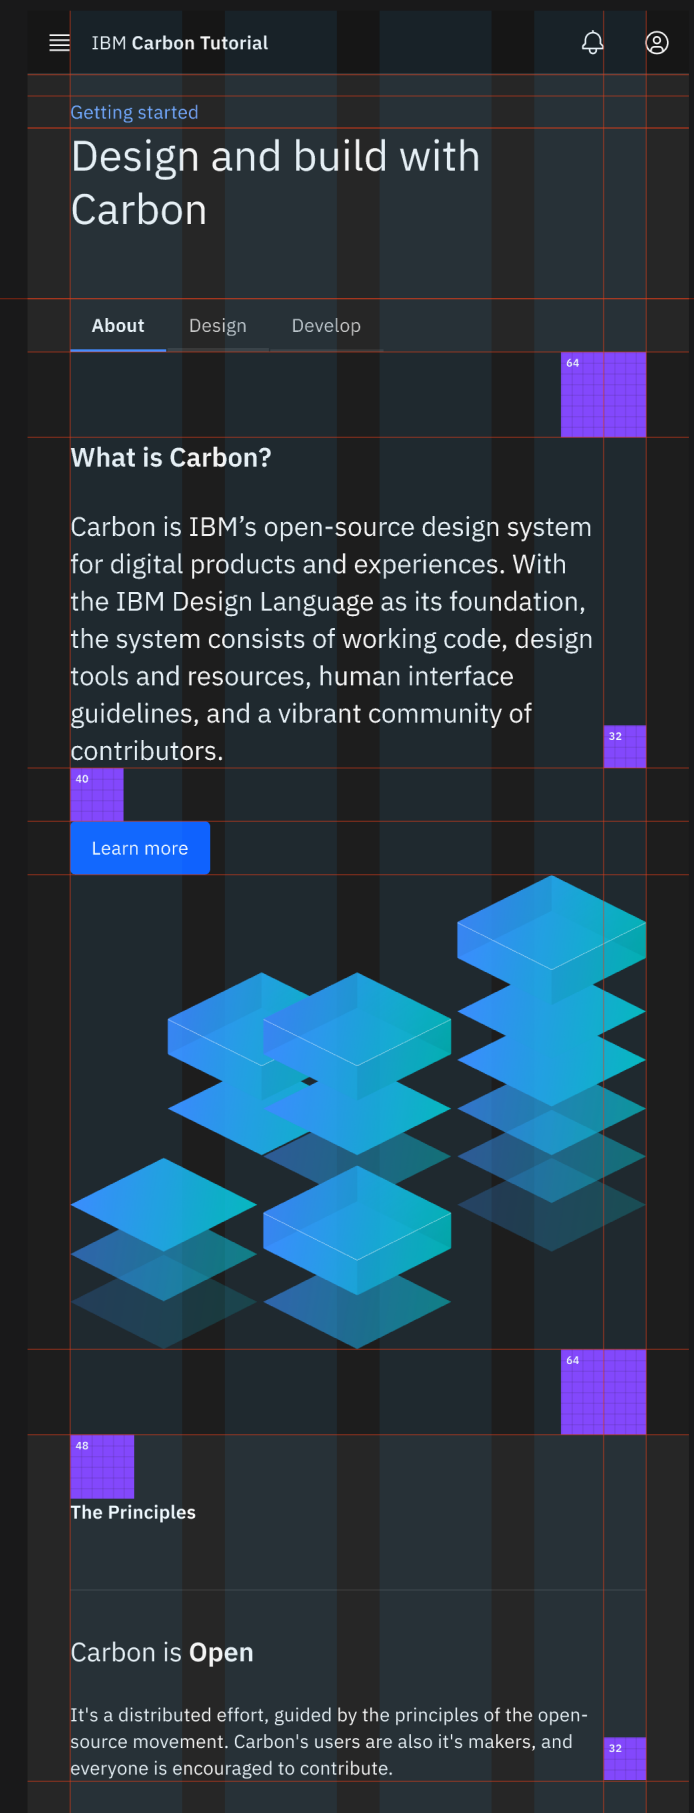 IBM Carbon Tutorial
Getting started
Design and build with
Carbon
About Design Develop
64
What is Carbon?
Carbon is IBM’s open-source design system
for digital products and experiences. With
the IBM Design Language as its foundation,
the system consists of working code, design
tools and resources, human interface
guidelines, and a vibrant community of
contributors.
32
40
Learn more
64
48
The Principles
Carbon is Open
It's a distributed effort, guided by the principles of the open-
source movement. Carbon's users are also it's makers, and
everyone is encouraged to contribute.
32